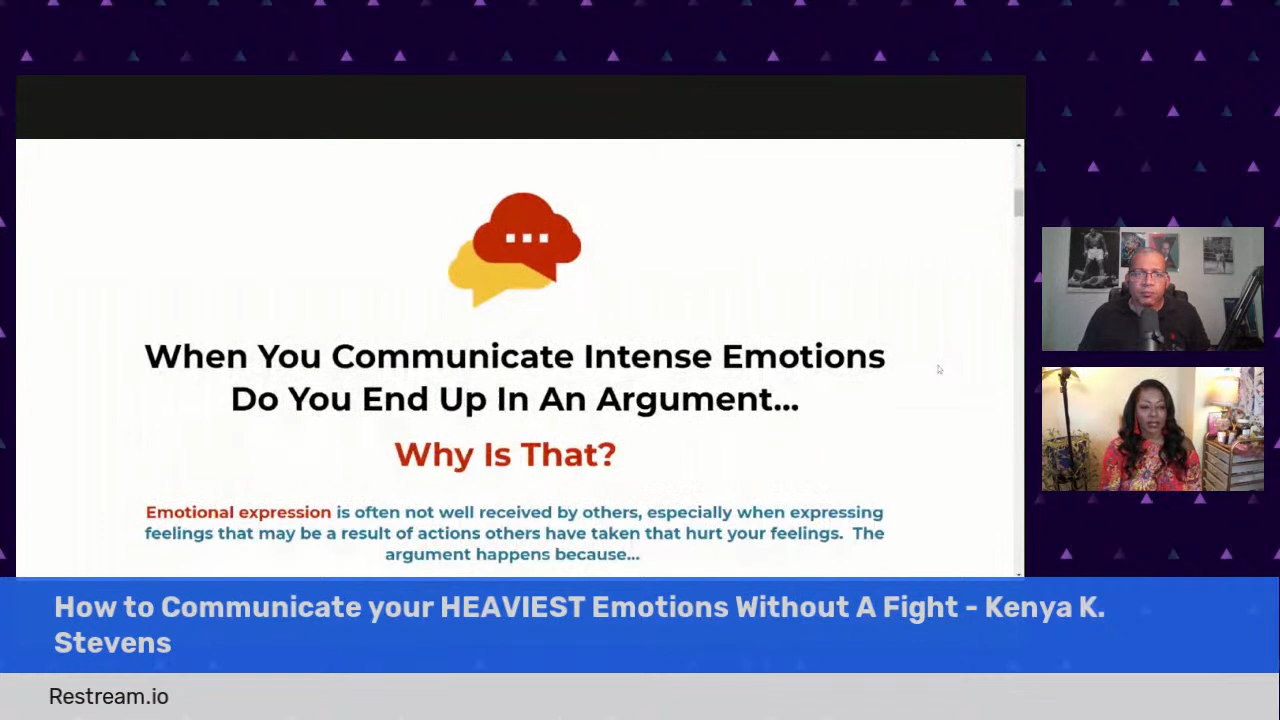 When You Communicate Intense Emotions
Do You End Up In An Argument...
Why Is That?
Emotional expression is often not well received by others, especially when expressing
feelings that may be a result of actions others have taken that hurt your feelings.  The
argument happens because...
How to Communicate your HEAVIEST Emotions Without A Fight - Kenya K.
Stevens
Restream.io